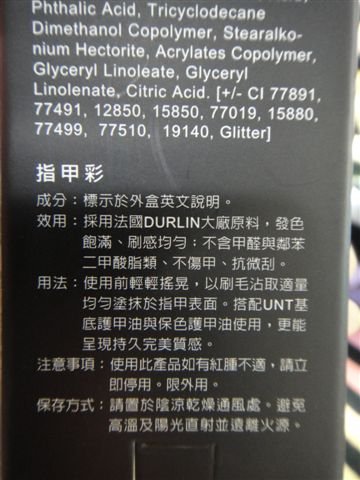 Phthalic Acid, Tricyclodecane
Dimethanol Copolymer, Stearalko-
nium Hectorite, Acrylates Copolymer,
Glyceryl Linoleate, Glyceryl
Linolenate, Citric Acid. [+/- CI 77891,
77491, 12850, 15850, 77019, 15880,
77499, 77510, 19140, Glitter]
指甲彩
成分：標示於外盒英文說明。
效用：採用法國DURLIN大廠原料，發色
飽滿、刷感均勻；不含甲醛與鄰苯
二甲酸脂類、不傷甲、抗微刮。
用法：使用前輕輕搖晃，以刷毛沾取適量
均勻塗抹於指甲表面。搭配UNT基
底護甲油與保色護甲油使用，更能
呈現持久完美質感。
注意事項：使用此產品如有紅腫不適，請立
即停用。限外用。
保存方式：請置於陰涼乾燥通風處。避免
高溫及陽光直射並遠離火源。